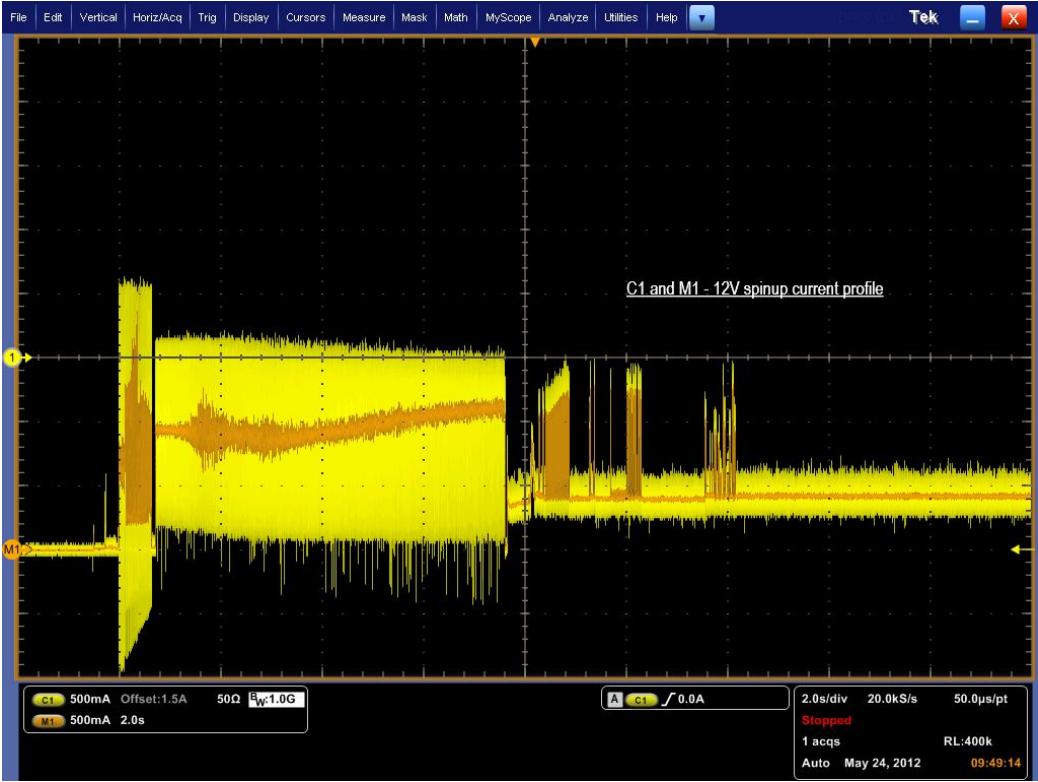 File Edit Vertical Horiz/Acq Trig Display Cursors Measure Mask Math MyScope Analyze Utilities Help Tek X
C1 and M1 - 12V spinup current profile
1
M1
C1 500mA Offset:1.5A 50Ω BW:1.0G
M1 500mA 2.0s
A C1 0.0A
2.0s/div 20.0kS/s 50.0µs/pt
Stopped
1 acqs RL:400k
Auto May 24, 2012 09:49:14